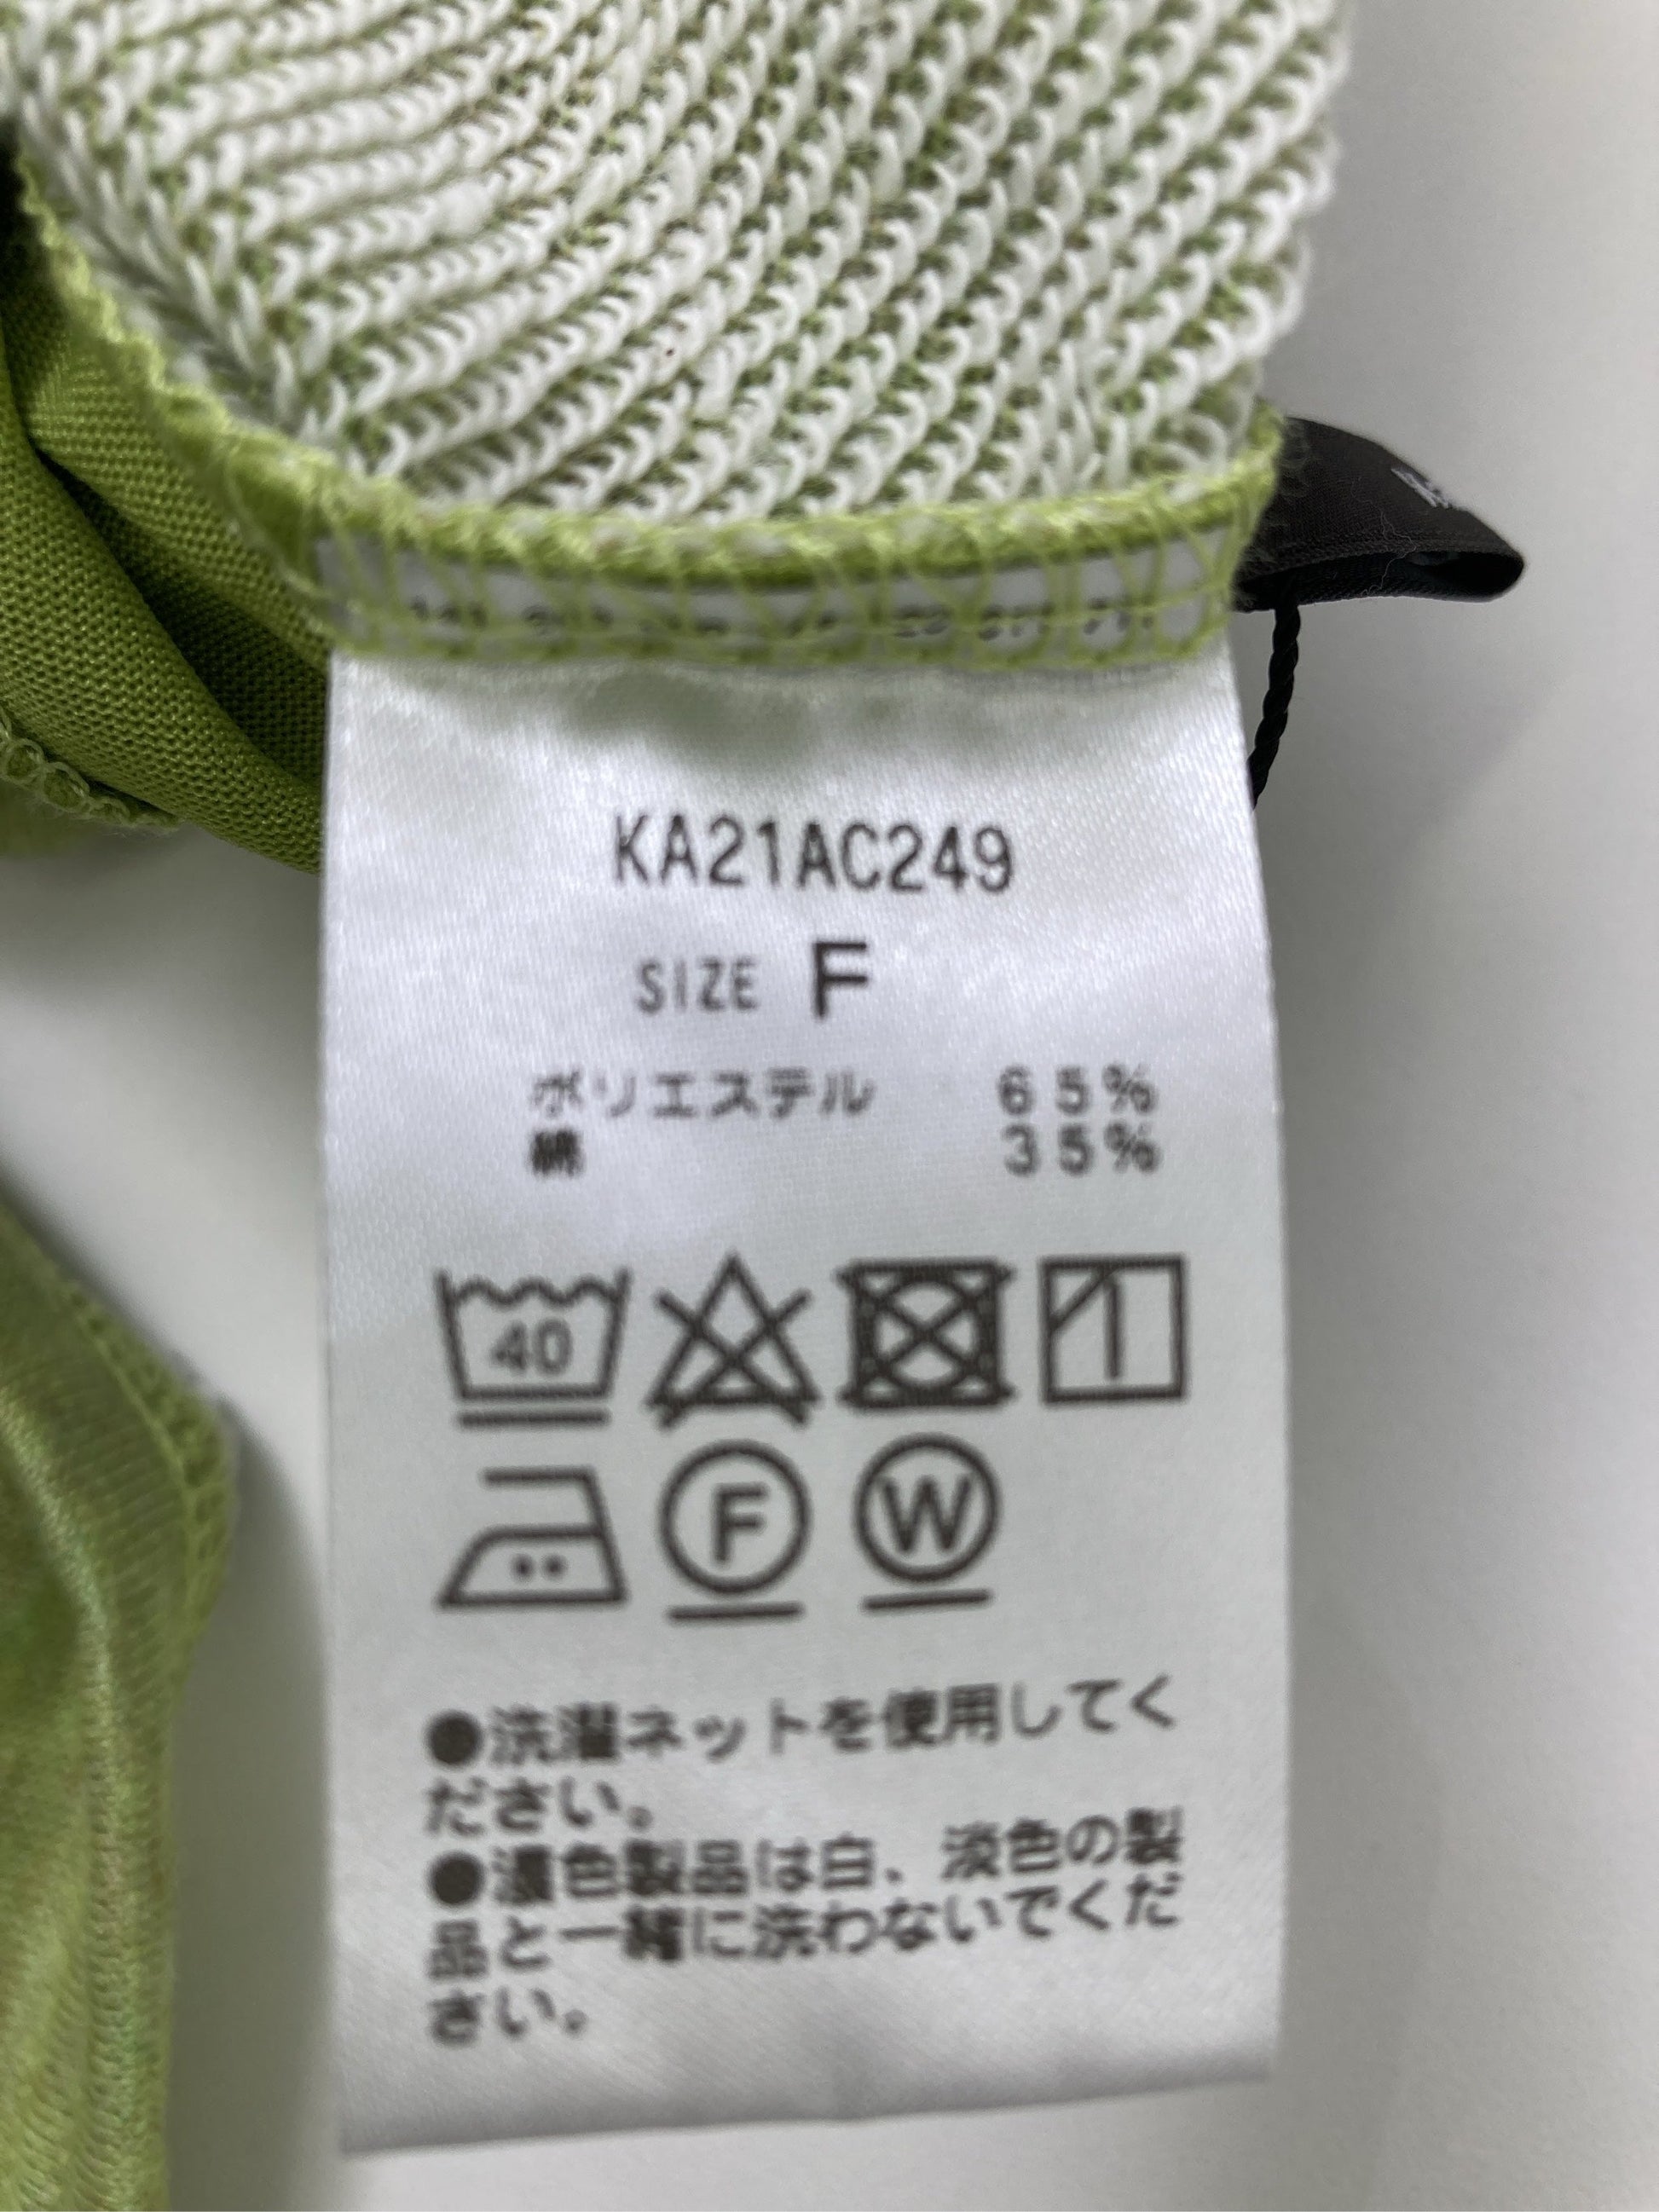 KA21AC249
SIZE F
ポリエステル 65%
綿 35%
40
F W
●洗濯ネットを使用してく
ださい。
●濃色製品は白、淡色の製
品と一緒に洗わないでくだ
さい。